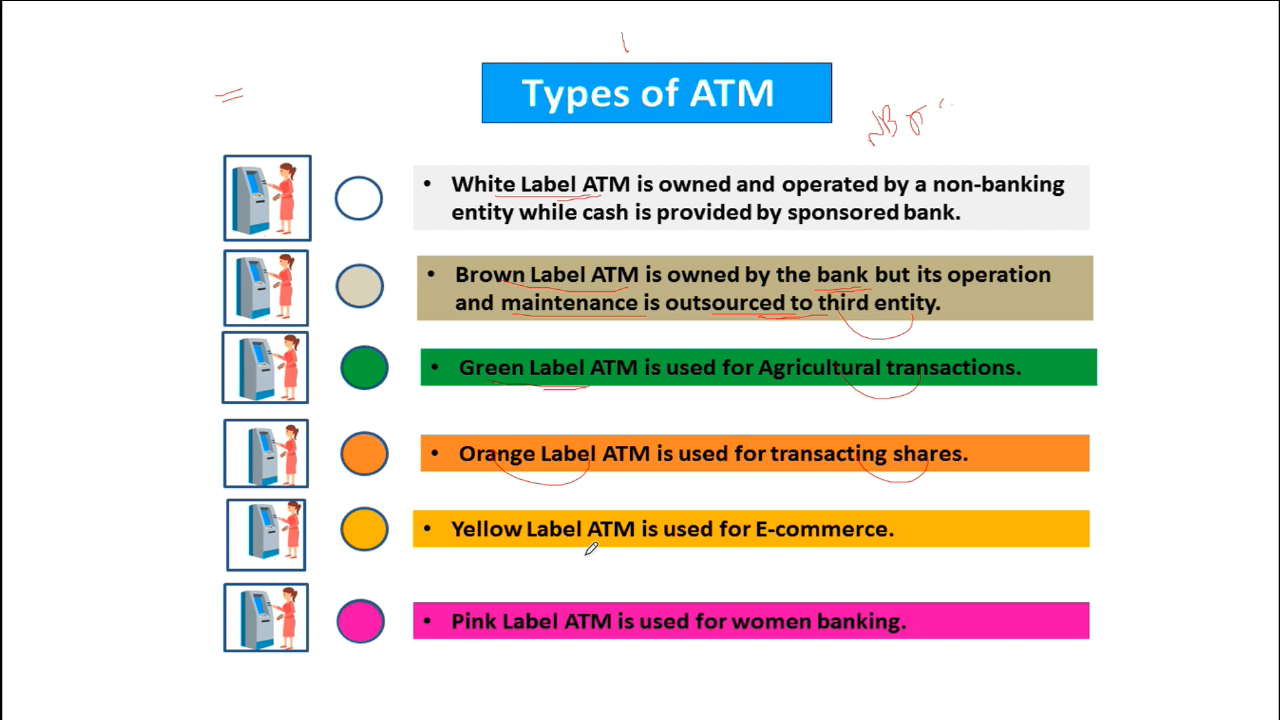 Types of ATM
• White Label ATM is owned and operated by a non-banking
entity while cash is provided by sponsored bank.
• Brown Label ATM is owned by the bank but its operation
and maintenance is outsourced to third entity.
• Green Label ATM is used for Agricultural transactions.
• Orange Label ATM is used for transacting shares.
• Yellow Label ATM is used for E-commerce.
• Pink Label ATM is used for women banking.